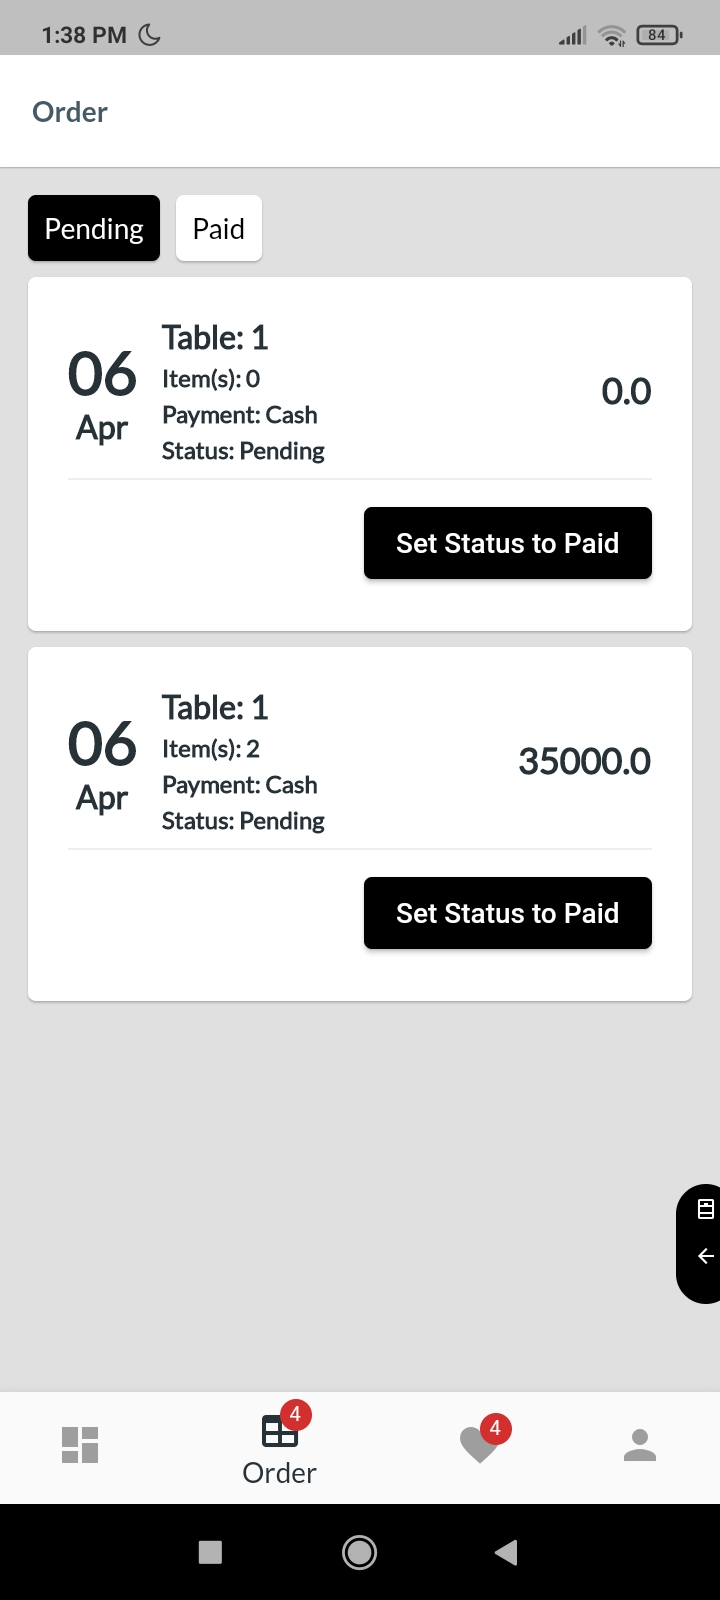 1:38 PM
84
Order
Pending
Paid
06
Apr
Table: 1
Item(s): 0
Payment: Cash
Status: Pending
0.0
Set Status to Paid
06
Apr
Table: 1
Item(s): 2
Payment: Cash
Status: Pending
35000.0
Set Status to Paid
4
Order
4